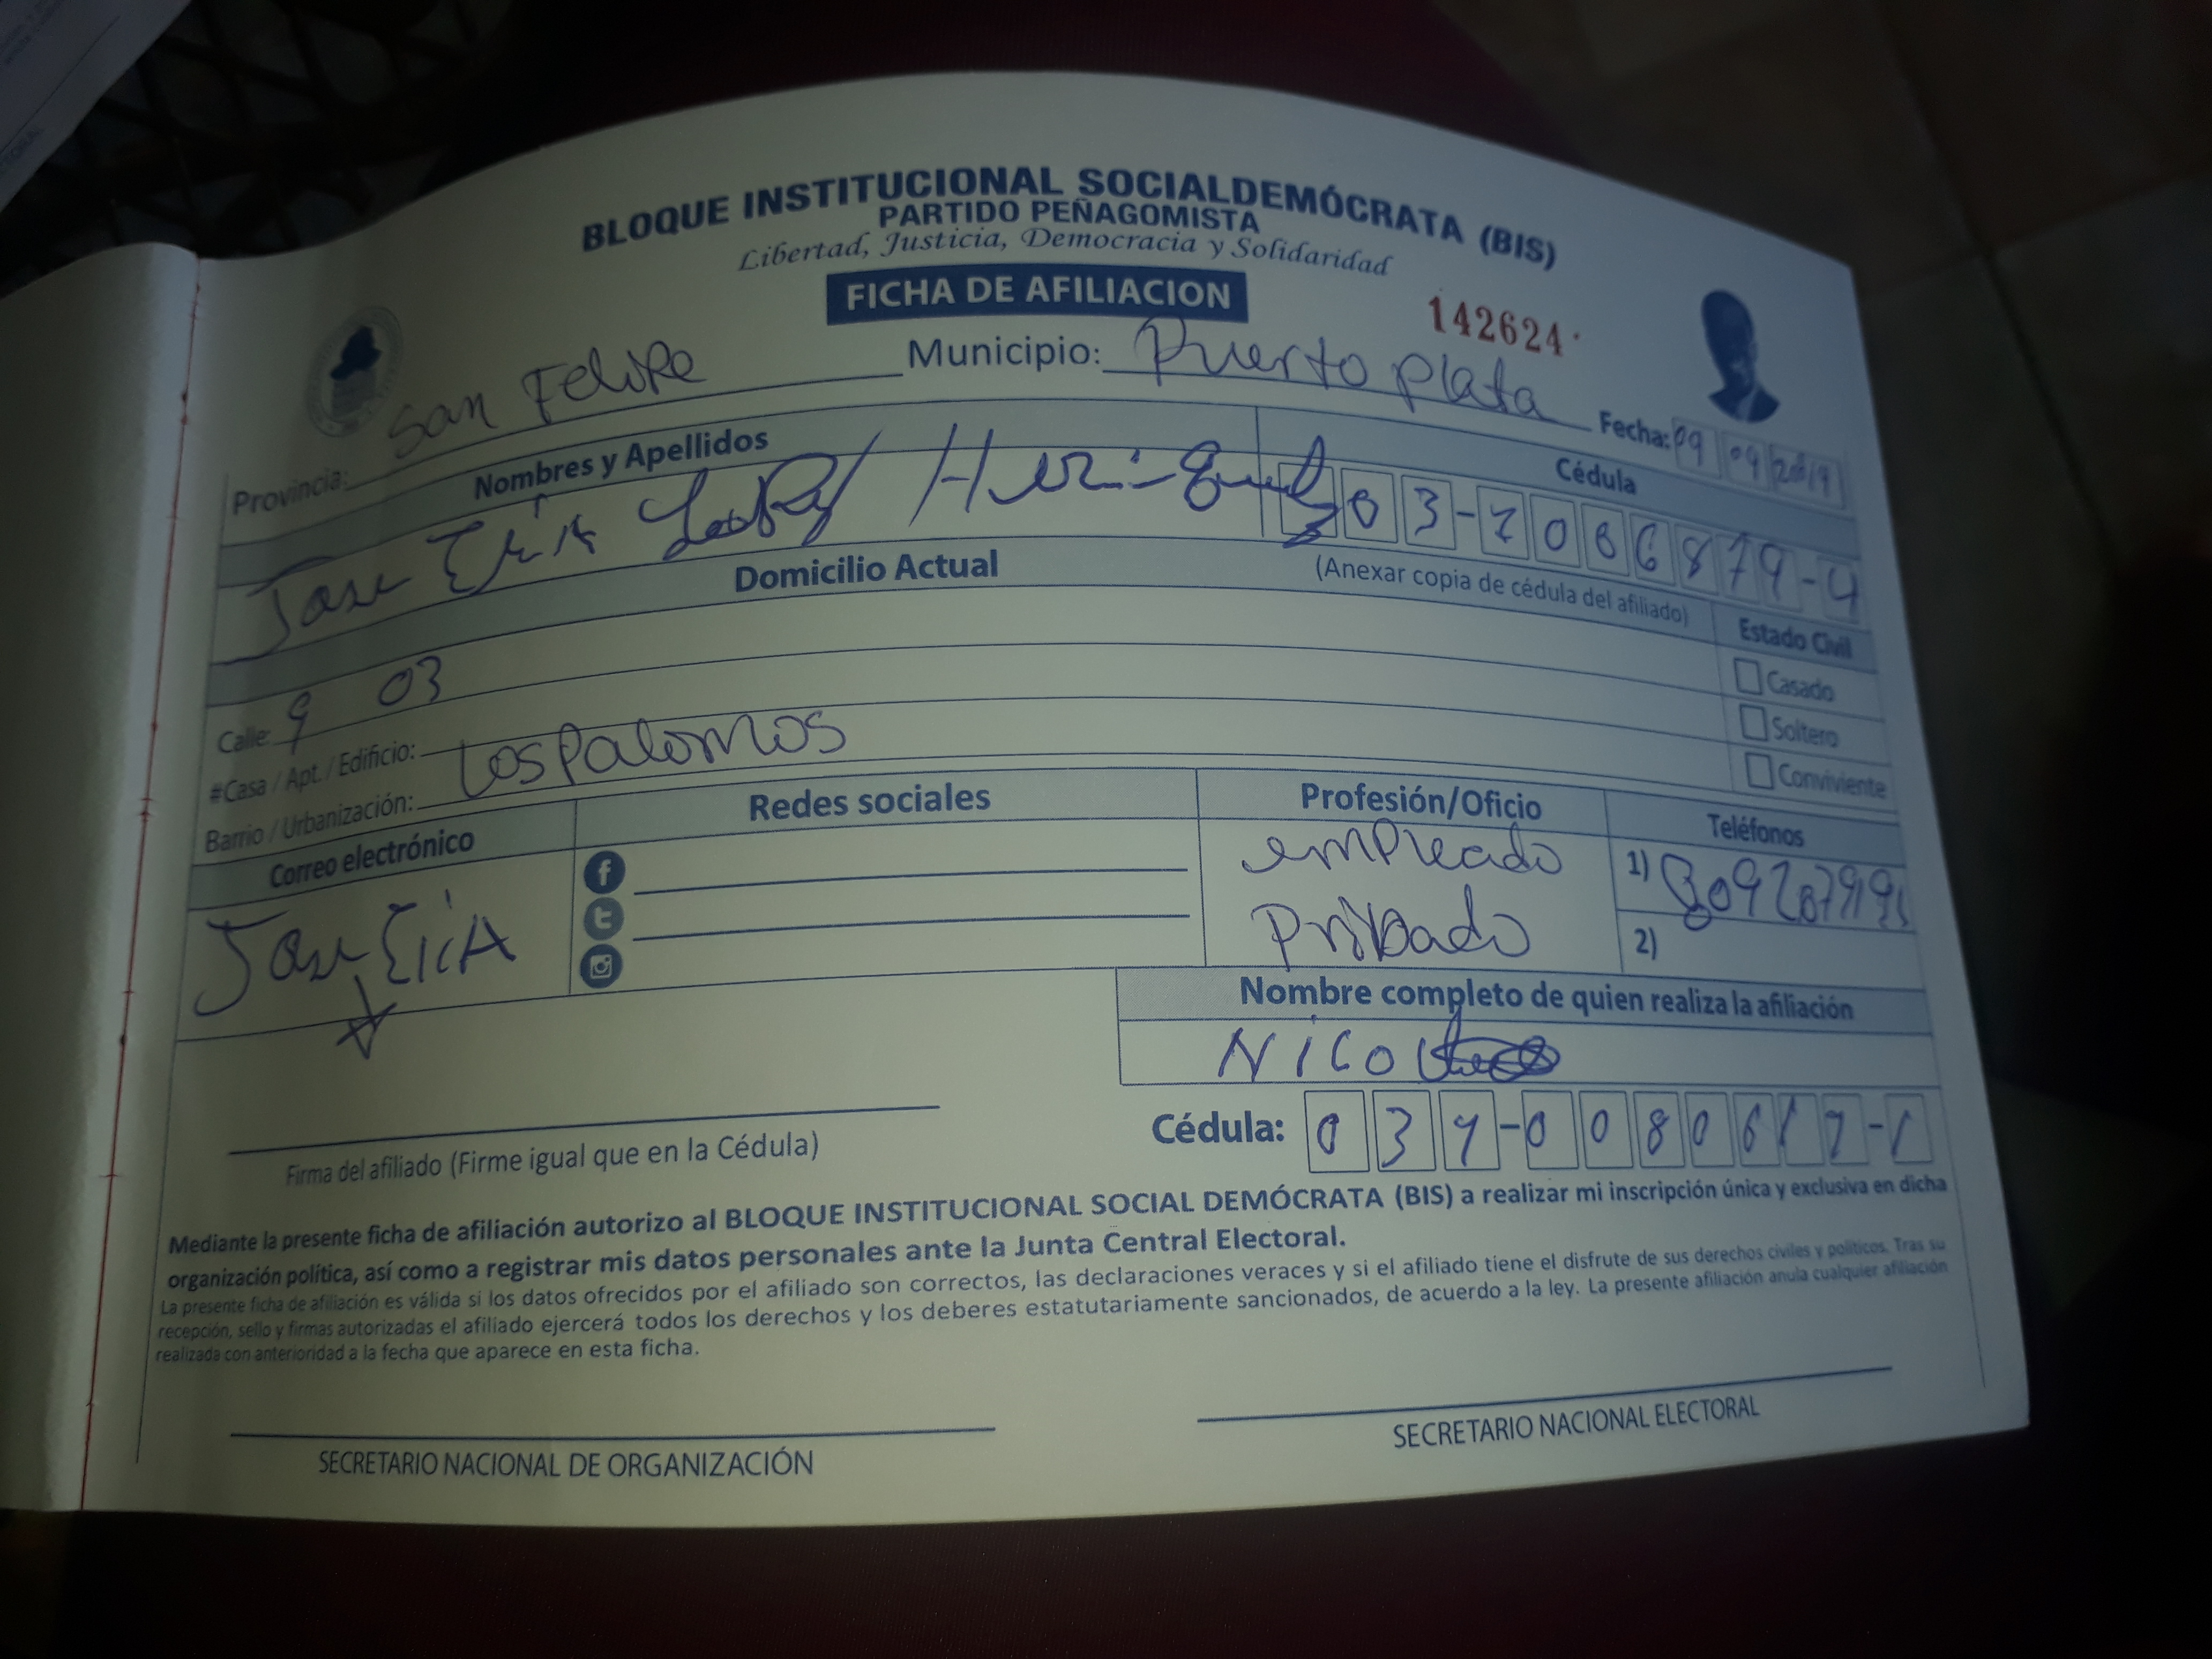 BLOQUE INSTITUCIONAL SOCIALDEMÓCRATA (BIS)
PARTIDO PEÑAGOMISTA
Libertad, Justicia, Democracia y Solidaridad
FICHA DE AFILIACION
142624
Provincia: San Felipe Municipio: Puerto Plata Fecha: 09 09 2019
Nombres y Apellidos Cédula
Jose
03-
879-4
Domicilio Actual (Anexar copia de cédula del afiliado) Estado Civil
Calle: 9 03 Casado
#Casa / Apt. / Edificio: Soltero
Barrio / Urbanización: Los Palomos Conviviente
Correo electrónico Redes sociales Profesión/Oficio Teléfonos
Jose empleado 1)
Pribado 2)
Nombre completo de quien realiza la afiliación
Nico
Cédula: 03
-0080617-1
Firma del afiliado (Firme igual que en la Cédula)
Mediante la presente ficha de afiliación autorizo al BLOQUE INSTITUCIONAL SOCIAL DEMÓCRATA (BIS) a realizar mi inscripción única y exclusiva en dicha
organización política, así como a registrar mis datos personales ante la Junta Central Electoral.
La presente ficha de afiliación es válida si los datos ofrecidos por el afiliado son correctos, las declaraciones veraces y si el afiliado tiene el disfrute de sus derechos civiles y políticos. Tras su
recepción, sello y firmas autorizadas el afiliado ejercerá todos los derechos y los deberes estatutariamente sancionados, de acuerdo a la ley. La presente afiliación anula cualquier afiliación
realizada con anterioridad a la fecha que aparece en esta ficha.
SECRETARIO NACIONAL DE ORGANIZACIÓN SECRETARIO NACIONAL ELECTORAL